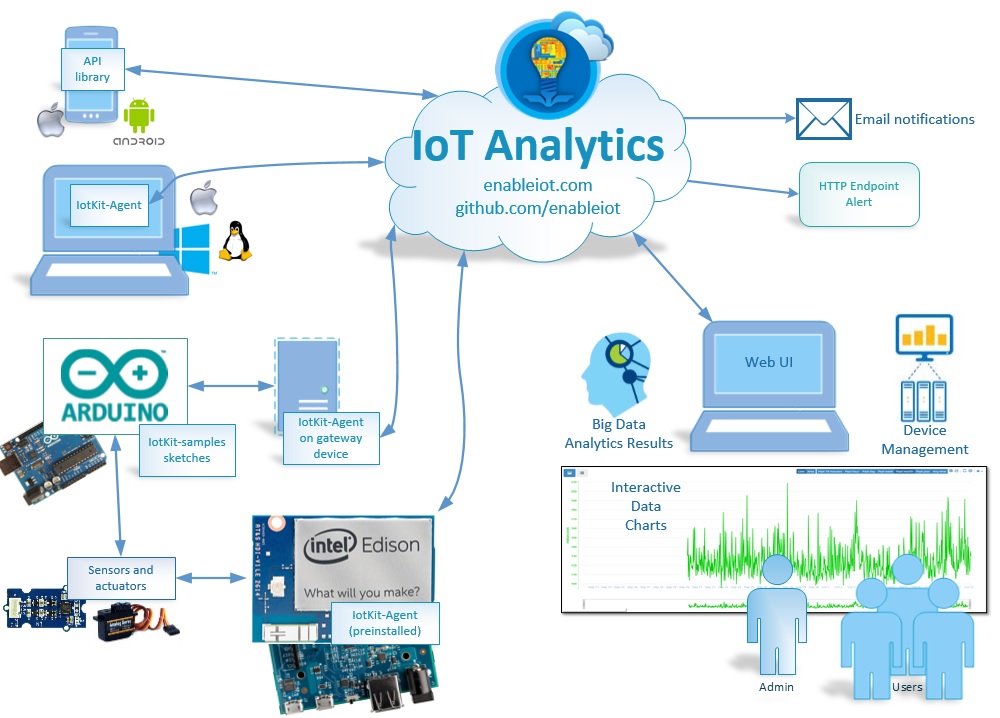 API
library
android
IotKit-Agent
IoT Analytics
enableiot.com
github.com/enableiot
Email notifications
HTTP Endpoint
Alert
ARDUINO
IotKit-samples
sketches
IotKit-Agent
on gateway
device
Web UI
Big Data
Analytics Results
Device
Management
Interactive
Data
Charts
Sensors and
actuators
intel Edison
What will you make?
IotKit-Agent
(preinstalled)
Admin
Users